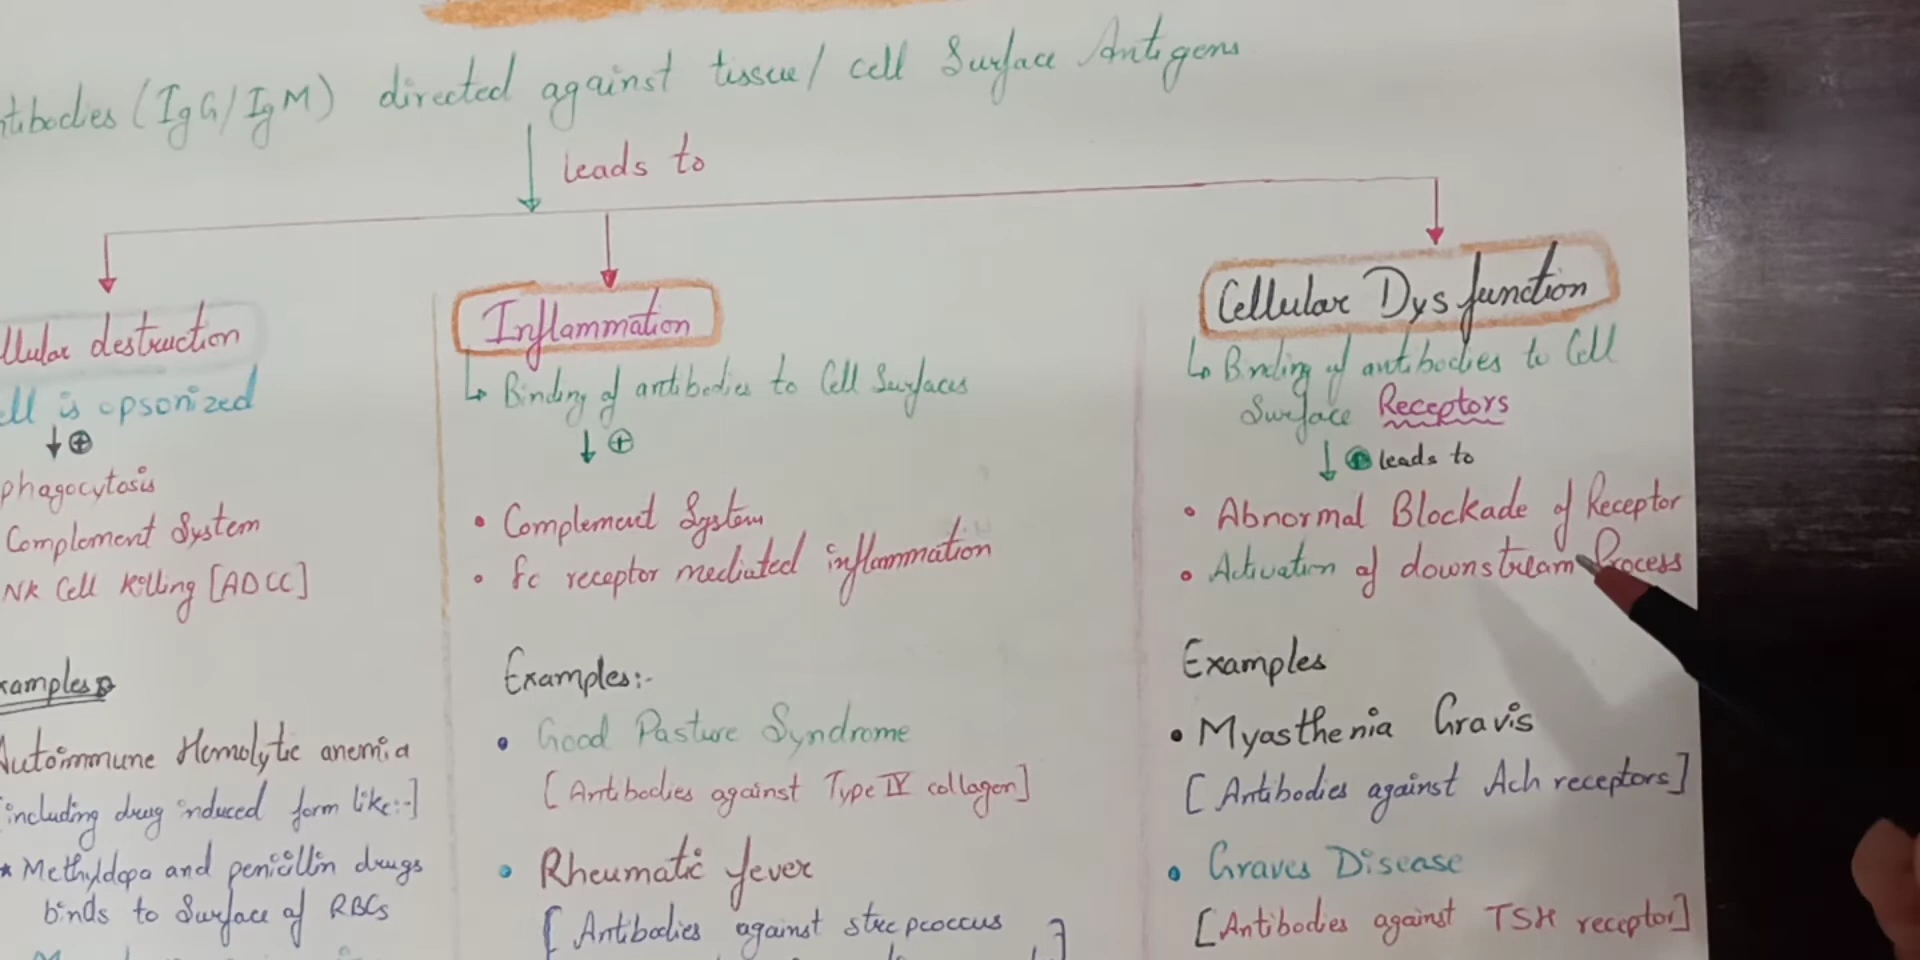 ntibodies (IgG/IgM) directed against tissue/ cell Surface Antigens
leads to
llular destruction
ell is opsonized
⊕
phagocytosis
Complement System
NK Cell Killing [ADCC]
xamples
Autoimmune Hemolytic anemia
including drug induced form like:-]
* Methyldopa and penicillin drugs
binds to Surface of RBCs
Inflammation
↳ Binding of antibodies to Cell Surfaces
↓ ⊕
• Complement System
• Fc receptor mediated inflammation
Examples:-
• Good Pasture Syndrome
[Antibodies against Type IV collagen]
• Rheumatic fever
[Antibodies against strepcoccus
Cellular Dysfunction
↳ Binding of antibodies to Cell
Surface Receptors
↓ leads to
• Abnormal Blockade of Receptor
• Activation of downstream Process
Examples
• Myasthenia Gravis
[Antibodies against Ach receptors]
• Graves Disease
[Antibodies against TSH receptor]